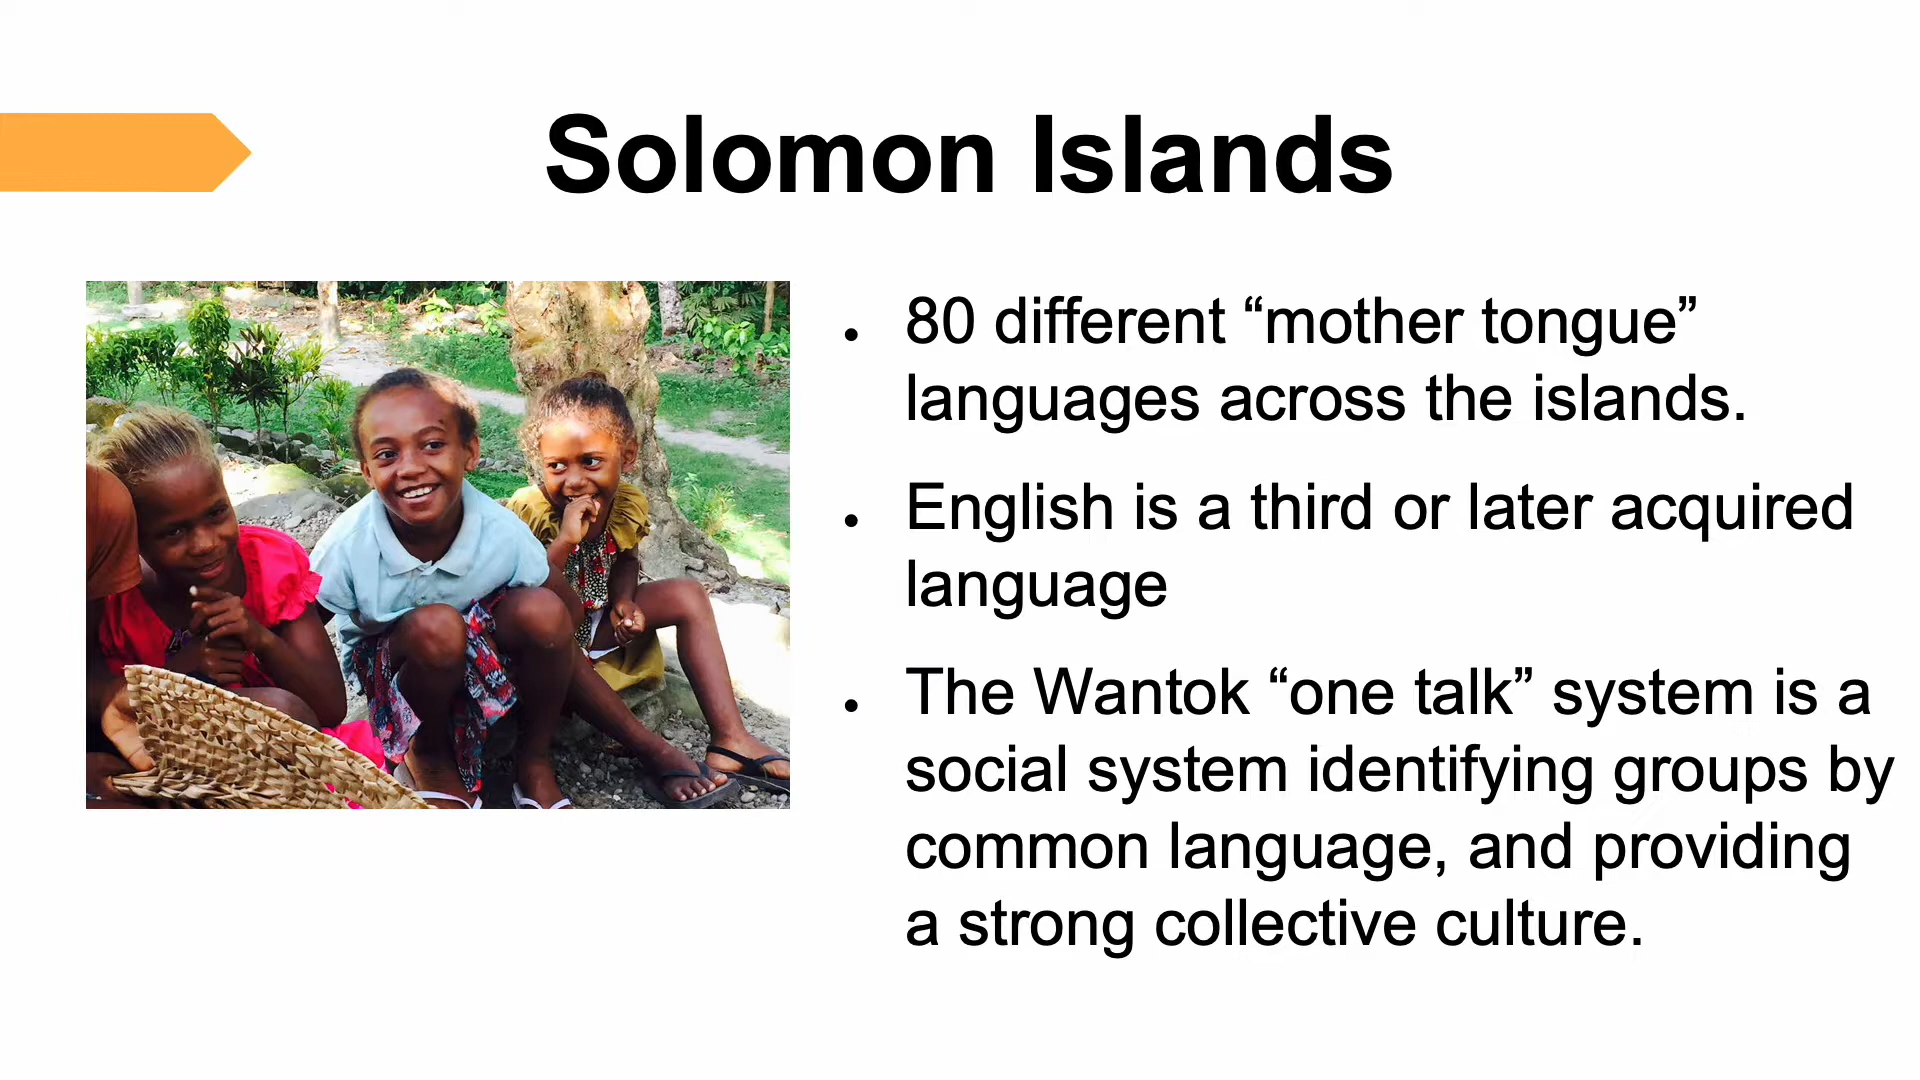 Solomon Islands
• 80 different “mother tongue”
languages across the islands.
• English is a third or later acquired
language
• The Wantok “one talk” system is a
social system identifying groups by
common language, and providing
a strong collective culture.